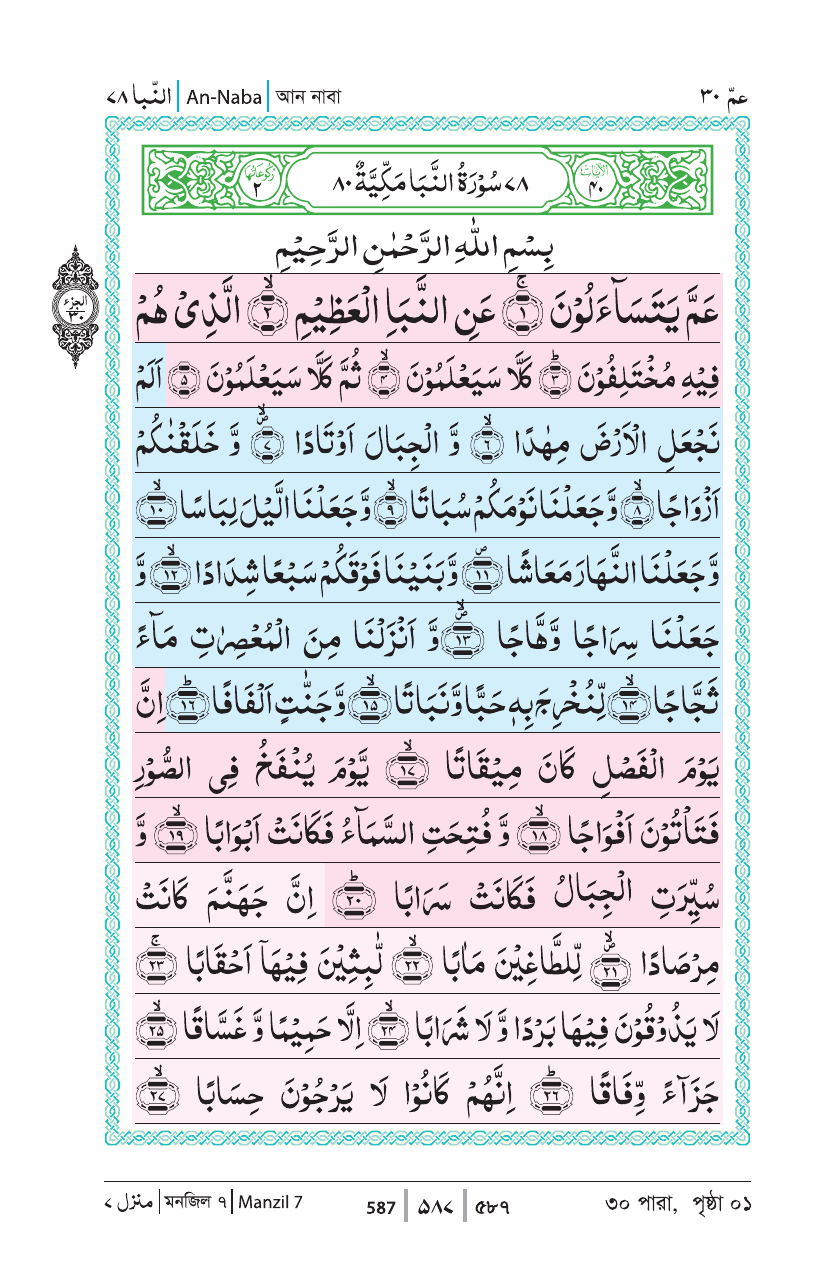 النّبا ٧٨ | An-Naba | আন নাবা
عمّ ٣٠
رکوعاتها ٢
٧٨ سُوْرَةُ النَّبَا مَكِّيَّةٌ ٨٠
الآیات ٤٠
بِسْمِ اللّٰهِ الرَّحْمٰنِ الرَّحِيْمِ
الجزء ٣٠
عَمَّ يَتَسَآءَلُوْنَ ۚ‏﴿١﴾ عَنِ النَّبَاِ الْعَظِيْمِ ۙ‏﴿٢﴾ الَّذِىْ هُمْ
فِيْهِ مُخْتَلِفُوْنَ ؕ‏﴿٣﴾ كَلَّا سَيَعْلَمُوْنَ ۙ‏﴿٤﴾ ثُمَّ كَلَّا سَيَعْلَمُوْنَ ﴿٥﴾ اَلَمْ
نَجْعَلِ الْاَرْضَ مِهٰدًا ۙ‏﴿٦﴾ وَّ الْجِبَالَ اَوْتَادًا ۪ۙ‏﴿٧﴾ وَّ خَلَقْنٰكُمْ
اَزْوَاجًا ۙ‏﴿٨﴾ وَّ جَعَلْنَا نَوْمَكُمْ سُبَاتًا ۙ‏﴿٩﴾ وَّ جَعَلْنَا الَّيْلَ لِبَاسًا ۙ‏﴿١٠﴾
وَّ جَعَلْنَا النَّهَارَ مَعَاشًا ۪‏﴿١١﴾ وَّ بَنَيْنَا فَوْقَكُمْ سَبْعًا شِدَادًا ۙ‏﴿١٢﴾ وَّ
جَعَلْنَا سِرَاجًا وَّهَّاجًا ۪ۙ‏﴿١٣﴾ وَّ اَنْزَلْنَا مِنَ الْمُعْصِرٰتِ مَآءً
ثَجَّاجًا ۙ‏﴿١٤﴾ لِّنُخْرِجَ بِهٖ حَبًّا وَّ نَبَاتًا ۙ‏﴿١٥﴾ وَّ جَنّٰتٍ اَلْفَافًا ؕ‏﴿١٦﴾ اِنَّ
يَوْمَ الْفَصْلِ كَانَ مِيْقَاتًا ۙ‏﴿١٧﴾ يَّوْمَ يُنْفَخُ فِى الصُّوْرِ
فَتَاْتُوْنَ اَفْوَاجًا ۙ‏﴿١٨﴾ وَّ فُتِحَتِ السَّمَآءُ فَكَانَتْ اَبْوَابًا ۙ‏﴿١٩﴾ وَّ
سُيِّرَتِ الْجِبَالُ فَكَانَتْ سَرَابًا ؕ‏﴿٢٠﴾ اِنَّ جَهَنَّمَ كَانَتْ
مِرْصَادًا ۪ۙ‏﴿٢١﴾ لِّلطَّاغِيْنَ مَاٰبًا ۙ‏﴿٢٢﴾ لّٰبِثِيْنَ فِيْهَاۤ اَحْقَابًا ۚ‏﴿٢٣﴾
لَا يَذُوْقُوْنَ فِيْهَا بَرْدًا وَّ لَا شَرَابًا ۙ‏﴿٢٤﴾ اِلَّا حَمِيْمًا وَّ غَسَّاقًا ۙ‏﴿٢٥﴾
جَزَآءً وِّفَاقًا ؕ‏﴿٢٦﴾ اِنَّهُمْ كَانُوْا لَا يَرْجُوْنَ حِسَابًا ۙ‏﴿٢٧﴾
منزل ٧ | মনজিল ৭ | Manzil 7
587 | ۵۸۷ | ৫৮৭
৩০ পারা, পৃষ্ঠা ০১